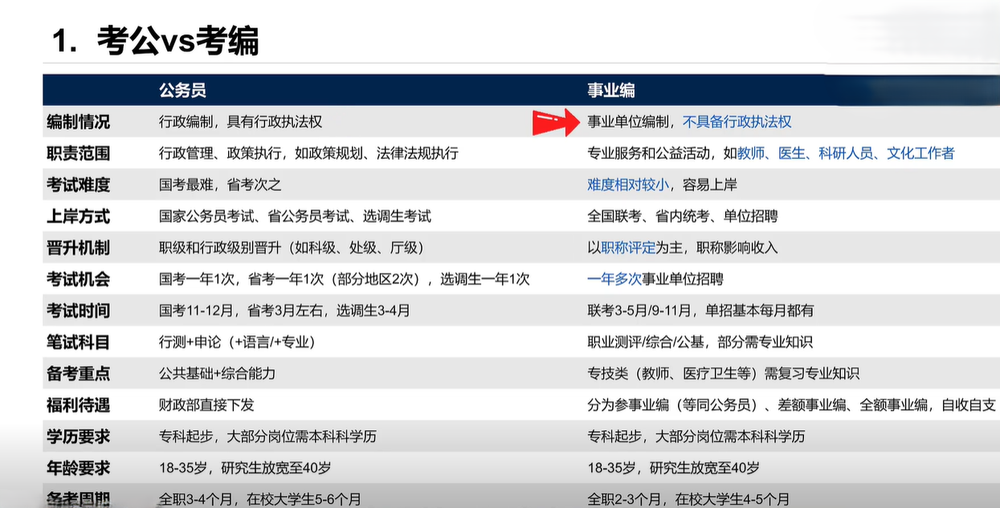 1. 考公vs考编
公务员 事业编
编制情况 行政编制，具有行政执法权 事业单位编制，不具备行政执法权
职责范围 行政管理、政策执行，如政策规划、法律法规执行 专业服务和公益活动，如教师、医生、科研人员、文化工作者
考试难度 国考最难，省考次之 难度相对较小，容易上岸
上岸方式 国家公务员考试、省公务员考试、选调生考试 全国联考、省内统考、单位招聘
晋升机制 职级和行政级别晋升（如科级、处级、厅级） 以职称评定为主，职称影响收入
考试机会 国考一年1次，省考一年1次（部分地区2次），选调生一年1次 一年多次事业单位招聘
考试时间 国考11-12月，省考3月左右，选调生3-4月 联考3-5月/9-11月，单招基本每月都有
笔试科目 行测+申论（+语言/+专业） 职业测评/综合/公基，部分需专业知识
备考重点 公共基础+综合能力 专技类（教师、医疗卫生等）需复习专业知识
福利待遇 财政部直接下发 分为参事业编（等同公务员）、差额事业编、全额事业编，自收自支
学历要求 专科起步，大部分岗位需本科科学历 专科起步，大部分岗位需本科科学历
年龄要求 18-35岁，研究生放宽至40岁 18-35岁，研究生放宽至40岁
备考周期 全职3-4个月，在校大学生5-6个月 全职2-3个月，在校大学生4-5个月